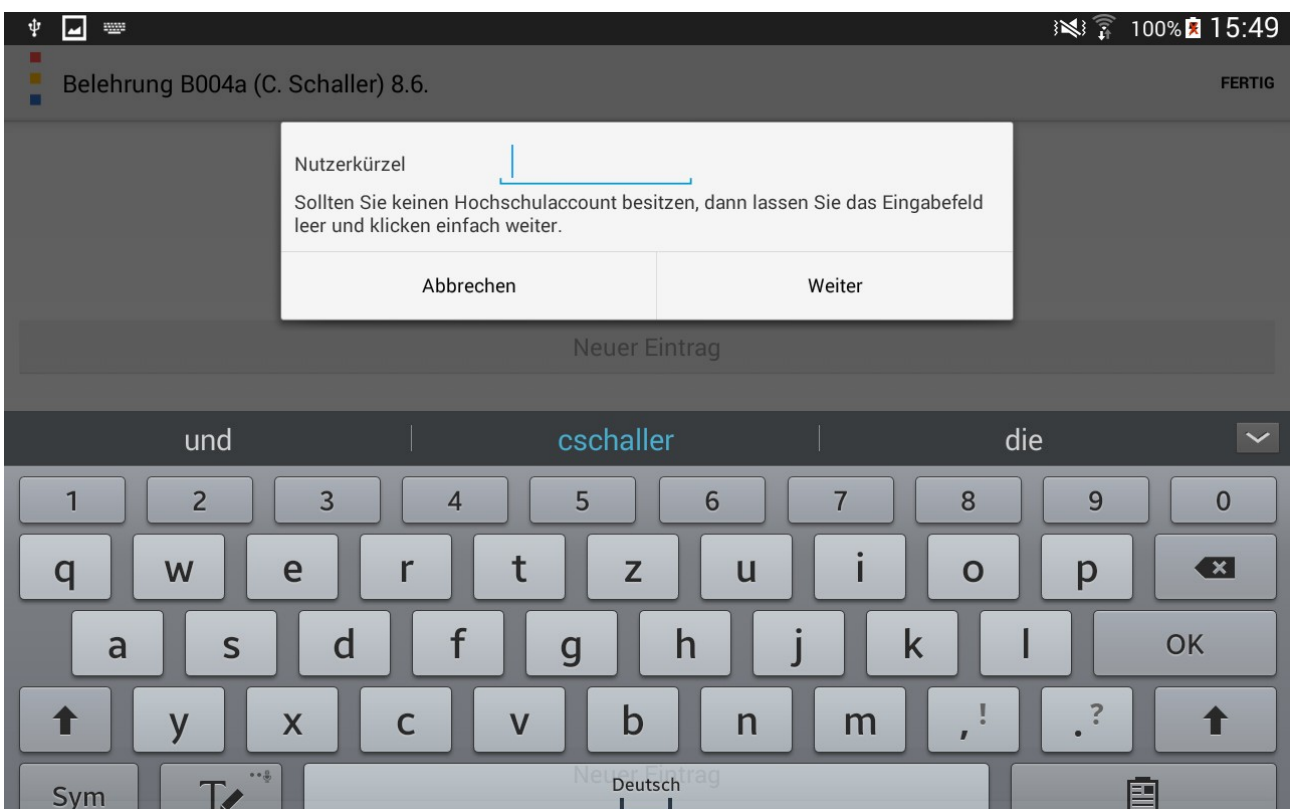 100% 15:49
Belehrung B004a (C. Schaller) 8.6.
FERTIG
Nutzerkürzel
Sollten Sie keinen Hochschulaccount besitzen, dann lassen Sie das Eingabefeld
leer und klicken einfach weiter.
Abbrechen Weiter
Neuer Eintrag
und cschaller die
1 2 3 4 5 6 7 8 9 0
q w e r t z u i o p
a s d f g h j k l OK
y x c v b n m , ! . ?
Neuer Eintrag
Sym T Deutsch